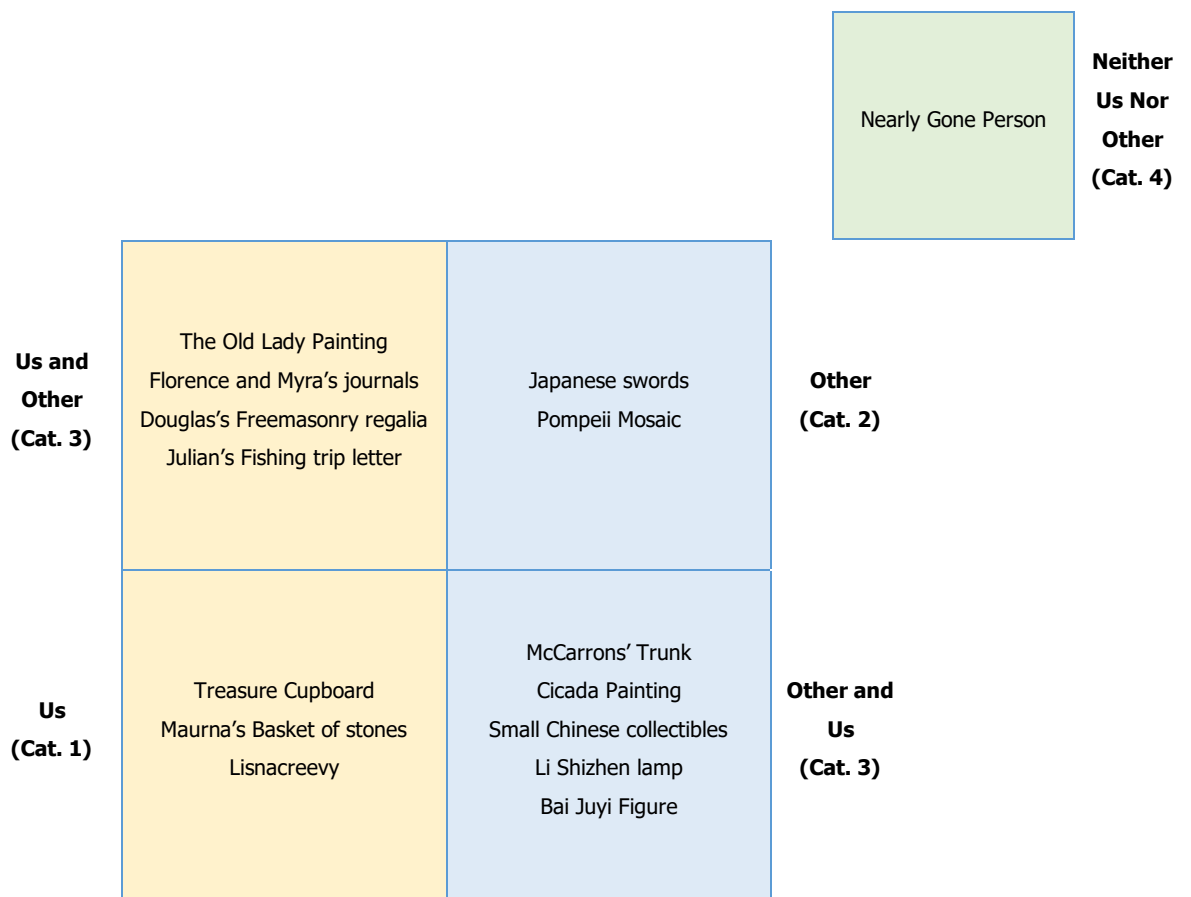 Nearly Gone Person
Neither
Us Nor
Other
(Cat. 4)
Us and
Other
(Cat. 3)
The Old Lady Painting
Florence and Myra’s journals
Douglas’s Freemasonry regalia
Julian’s Fishing trip letter
Japanese swords
Pompeii Mosaic
Other
(Cat. 2)
Us
(Cat. 1)
Treasure Cupboard
Maurna’s Basket of stones
Lisnacreevy
McCarrons’ Trunk
Cicada Painting
Small Chinese collectibles
Li Shizhen lamp
Bai Juyi Figure
Other and
Us
(Cat. 3)